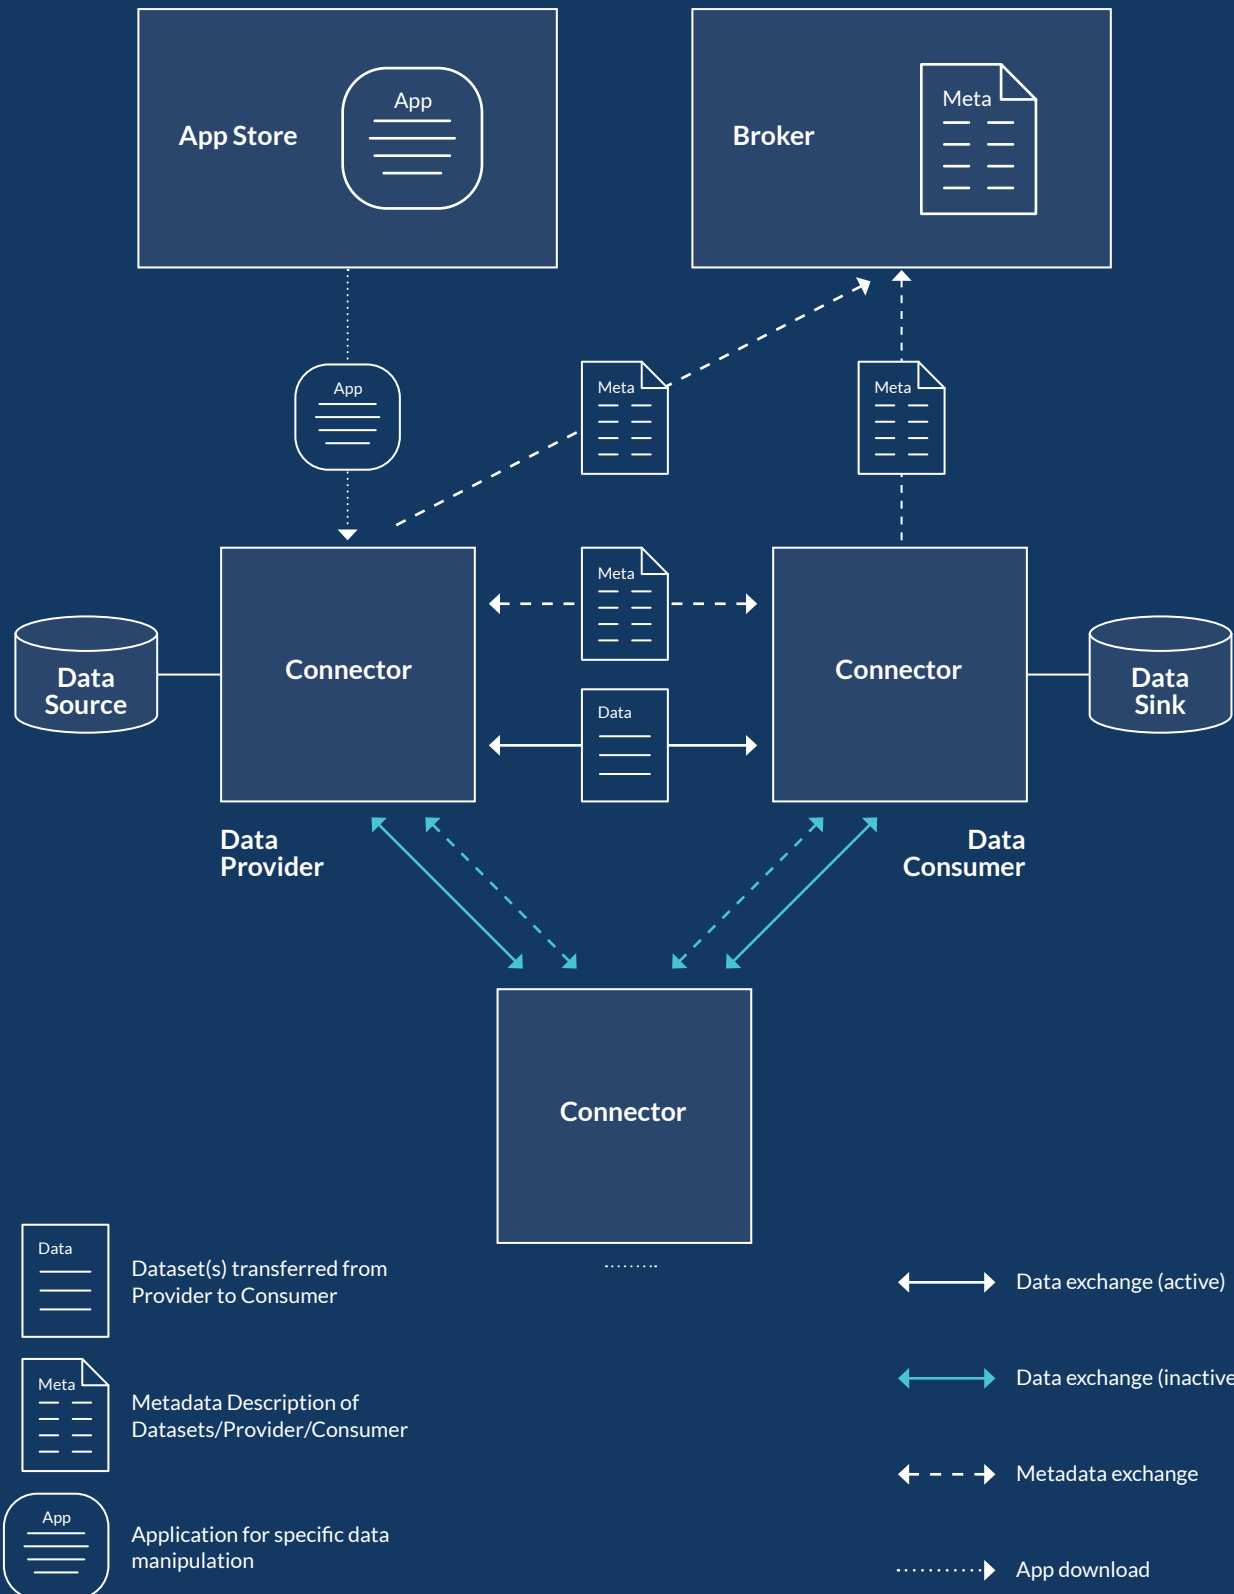 App
App Store
Meta
Broker
App
Meta
Meta
Meta
Connector
Connector
Data
Source
Data
Sink
Data
Data
Provider
Data
Consumer
Connector
Data
Dataset(s) transferred from
Provider to Consumer
Meta
Metadata Description of
Datasets/Provider/Consumer
App
Application for specific data
manipulation
Data exchange (active)
Data exchange (inactive
Metadata exchange
App download